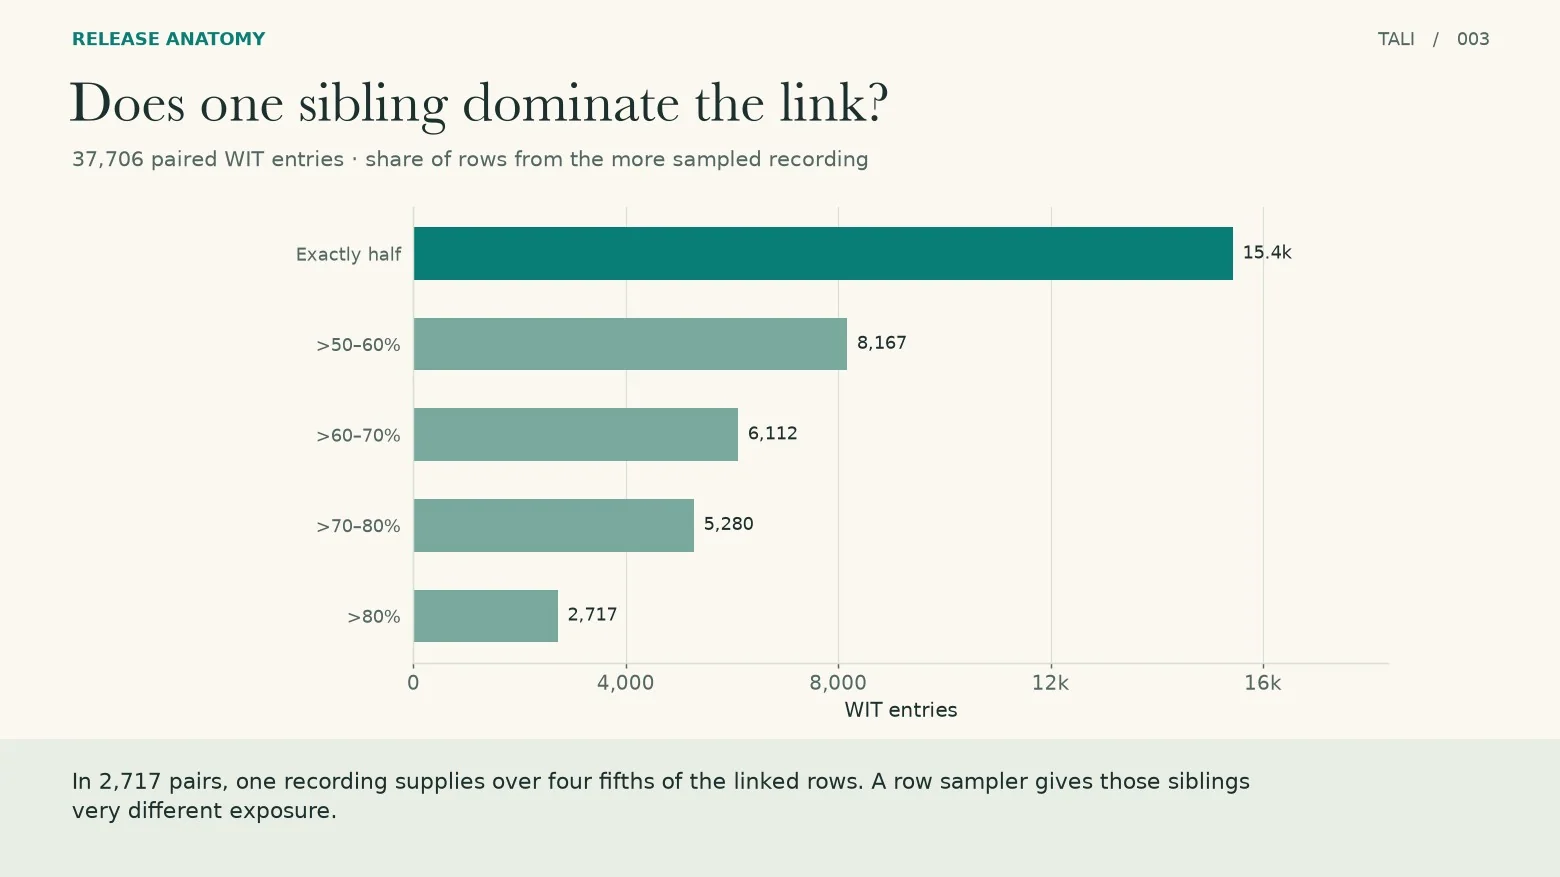 RELEASE ANATOMY
TALI / 003
Does one sibling dominate the link?
37,706 paired WIT entries · share of rows from the more sampled recording
Exactly half
15.4k
>50–60%
8,167
>60–70%
6,112
>70–80%
5,280
>80%
2,717
0
4,000
8,000
12k
16k
WIT entries
In 2,717 pairs, one recording supplies over four fifths of the linked rows. A row sampler gives those siblings
very different exposure.